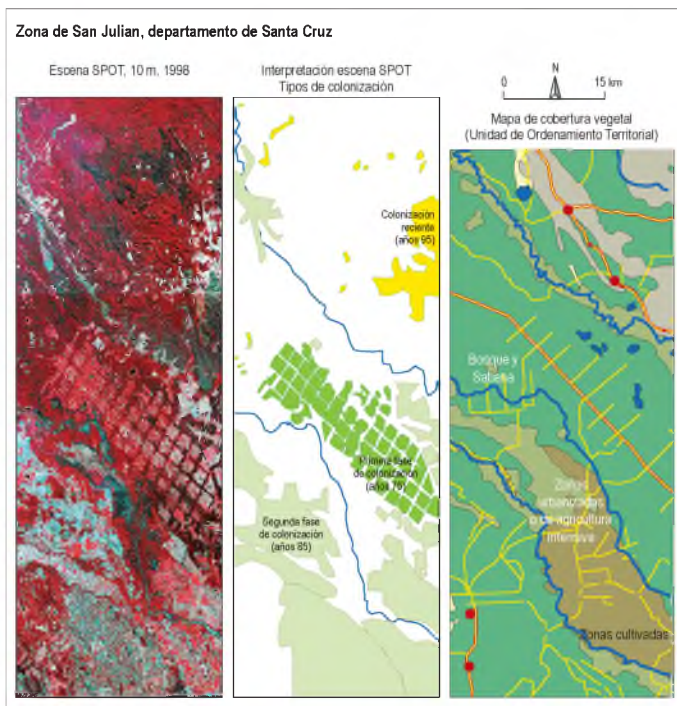 Zona de San Julian, departamento de Santa Cruz
Escena SPOT, 10 m, 1998
Interpretación escena SPOT
Tipos de colonización
0
N
15 km
Mapa de cobertura vegetal
(Unidad de Ordenamiento Territorial)
Colonización
reciente
(años 95)
Primera fase
de colonización
(años 70)
Segunda fase
de colonización
(años 85)
Bosque y
Sabana
Zonas
urbanizadas
o de agricultura
intensiva
Zonas cultivadas